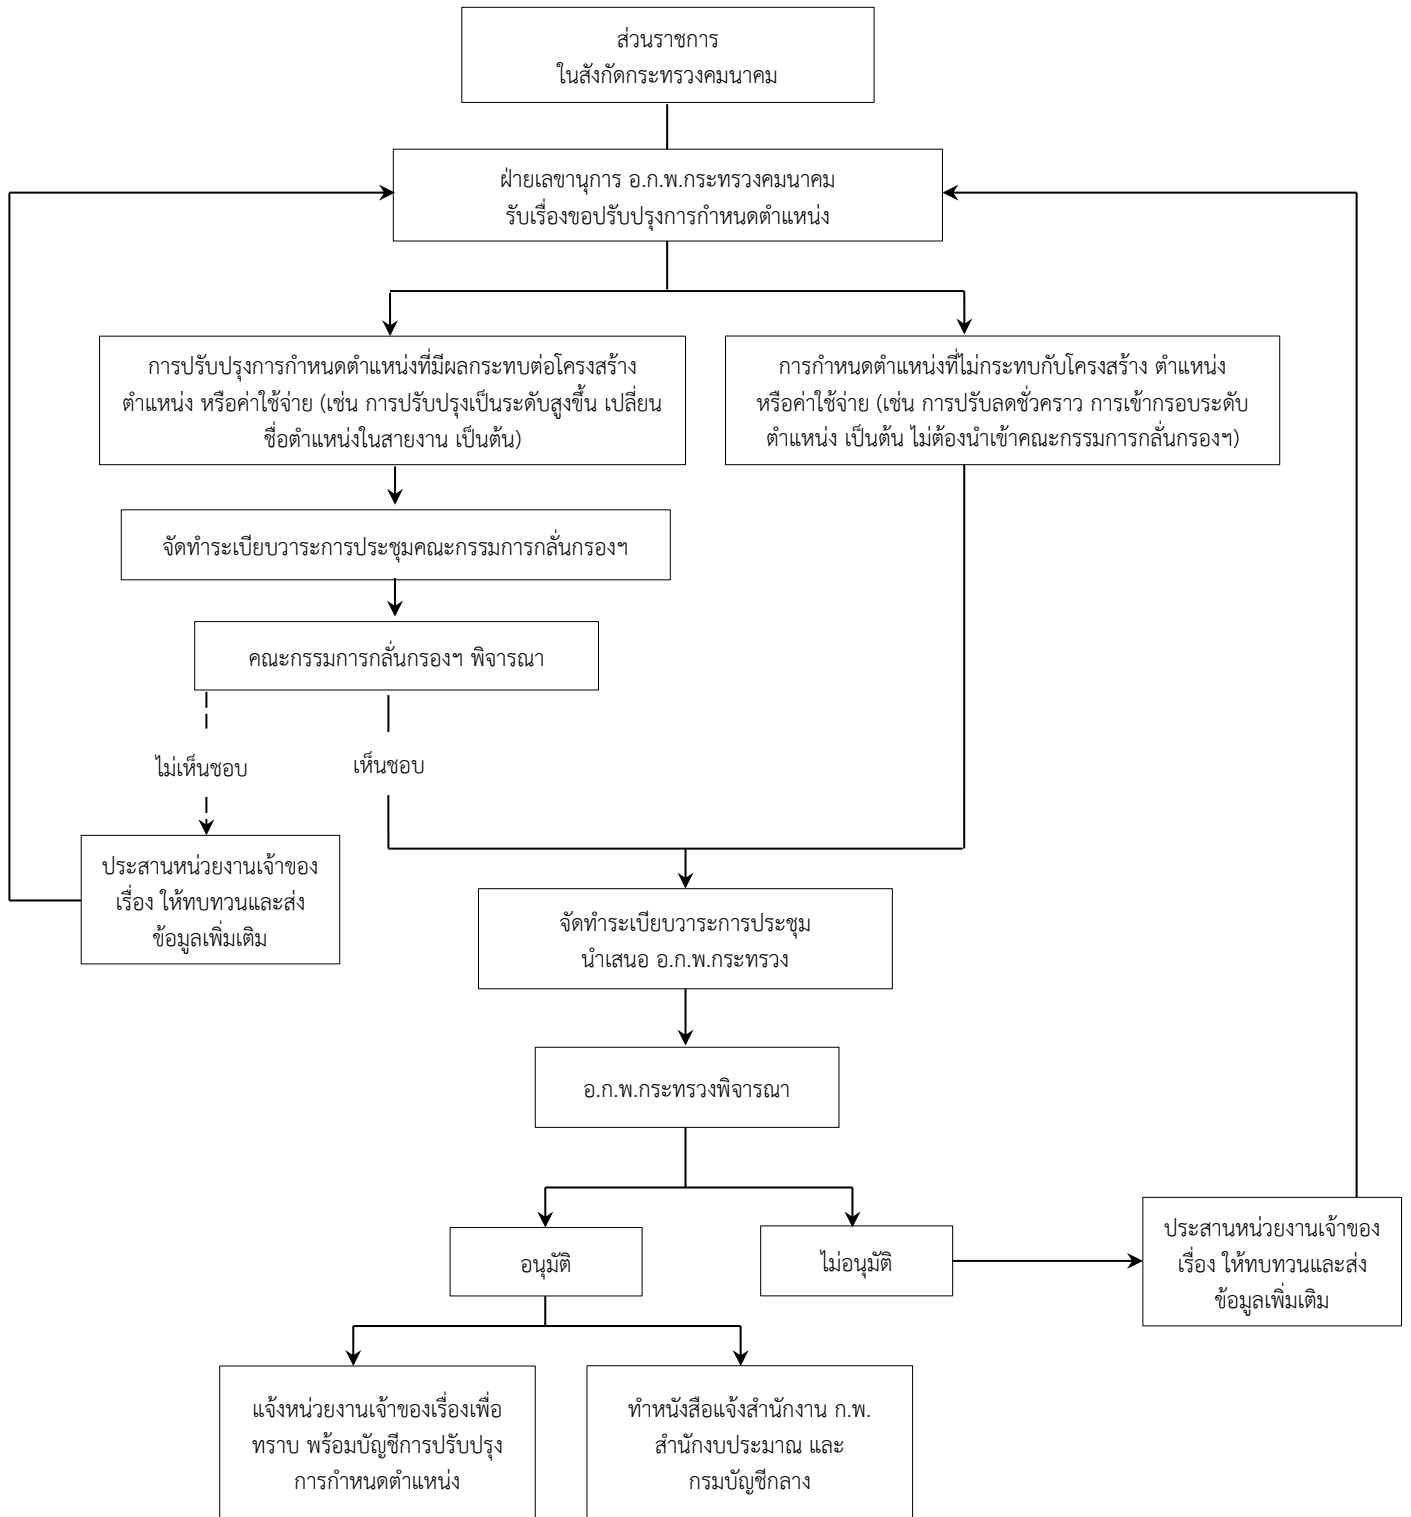 ส่วนราชการ
ในสังกัดกระทรวงคมนาคม
ฝ่ายเลขานุการ อ.ก.พ.กระทรวงคมนาคม
รับเรื่องขอปรับปรุงการกำหนดตำแหน่ง
การปรับปรุงการกำหนดตำแหน่งที่มีผลกระทบต่อโครงสร้าง
ตำแหน่ง หรือค่าใช้จ่าย (เช่น การปรับปรุงเป็นระดับสูงขึ้น เปลี่ยน
ชื่อตำแหน่งในสายงาน เป็นต้น)
การกำหนดตำแหน่งที่ไม่กระทบกับโครงสร้าง ตำแหน่ง
หรือค่าใช้จ่าย (เช่น การปรับลดชั่วคราว การเข้ากรอบระดับ
ตำแหน่ง เป็นต้น ไม่ต้องนำเข้าคณะกรรมการกลั่นกรองฯ)
จัดทำระเบียบวาระการประชุมคณะกรรมการกลั่นกรองฯ
คณะกรรมการกลั่นกรองฯ พิจารณา
ไม่เห็นชอบ
เห็นชอบ
ประสานหน่วยงานเจ้าของ
เรื่อง ให้ทบทวนและส่ง
ข้อมูลเพิ่มเติม
จัดทำระเบียบวาระการประชุม
นำเสนอ อ.ก.พ.กระทรวง
อ.ก.พ.กระทรวงพิจารณา
อนุมัติ
ไม่อนุมัติ
ประสานหน่วยงานเจ้าของ
เรื่อง ให้ทบทวนและส่ง
ข้อมูลเพิ่มเติม
แจ้งหน่วยงานเจ้าของเรื่องเพื่อ
ทราบ พร้อมบัญชีการปรับปรุง
การกำหนดตำแหน่ง
ทำหนังสือแจ้งสำนักงาน ก.พ.
สำนักงบประมาณ และ
กรมบัญชีกลาง